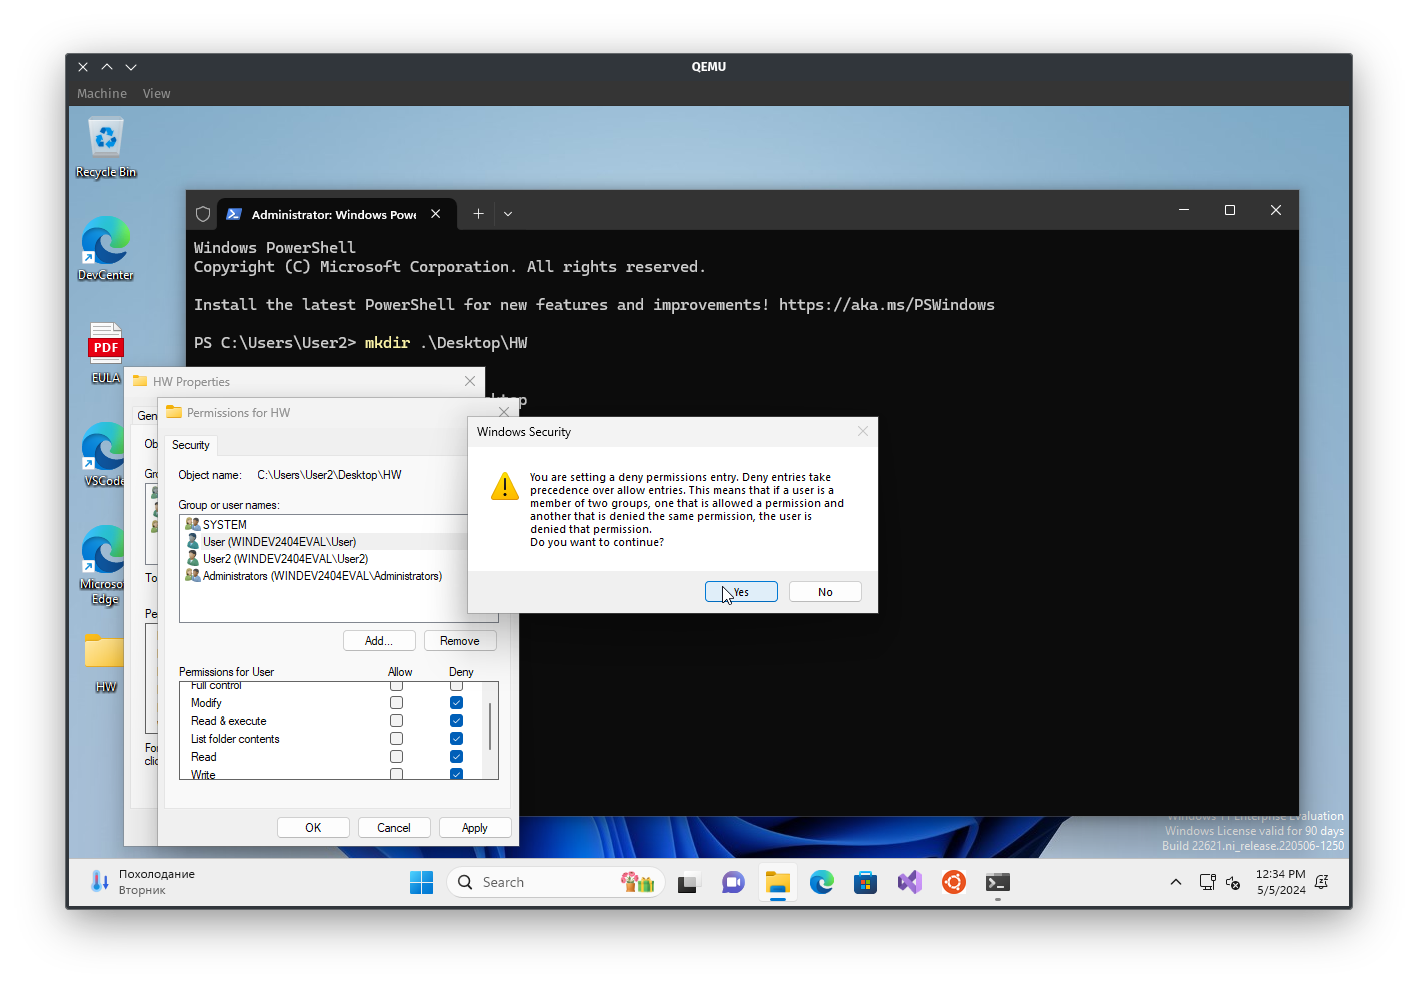 QEMU
Machine View
Recycle Bin
DevCenter
PDF
EULA
VSCode
Microsof
Edge
HW
Administrator: Windows Powe
Windows PowerShell
Copyright (C) Microsoft Corporation. All rights reserved.
Install the latest PowerShell for new features and improvements! https://aka.ms/PSWindows
PS C:\Users\User2> mkdir .\Desktop\HW
ktop
HW Properties
Gen
Ob
Gr
To
Pe
For
clic
Permissions for HW
Security
Object name: C:\Users\User2\Desktop\HW
Group or user names:
SYSTEM
User (WINDEV2404EVAL\User)
User2 (WINDEV2404EVAL\User2)
Administrators (WINDEV2404EVAL\Administrators)
Add... Remove
Permissions for User Allow Deny
Full control
Modify
Read & execute
List folder contents
Read
Write
OK Cancel Apply
Windows Security
You are setting a deny permissions entry. Deny entries take
precedence over allow entries. This means that if a user is a
member of two groups, one that is allowed a permission and
another that is denied the same permission, the user is
denied that permission.
Do you want to continue?
Yes No
Windows 11 Enterprise Evaluation
Windows License valid for 90 days
Build 22621.ni_release.220506-1250
Похолодание
Вторник
Search
12:34 PM
5/5/2024